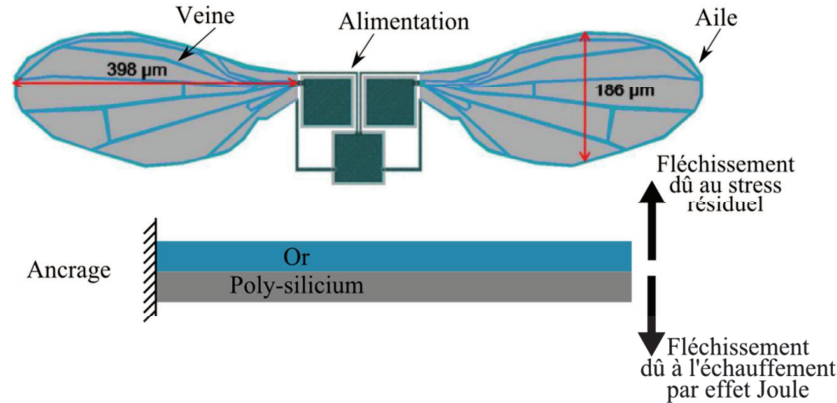 Veine
Alimentation
Aile
398 µm
186 µm
Fléchissement
dû au stress
résiduel
Or
Ancrage
Poly-silicium
Fléchissement
dû à l'échauffement
par effet Joule